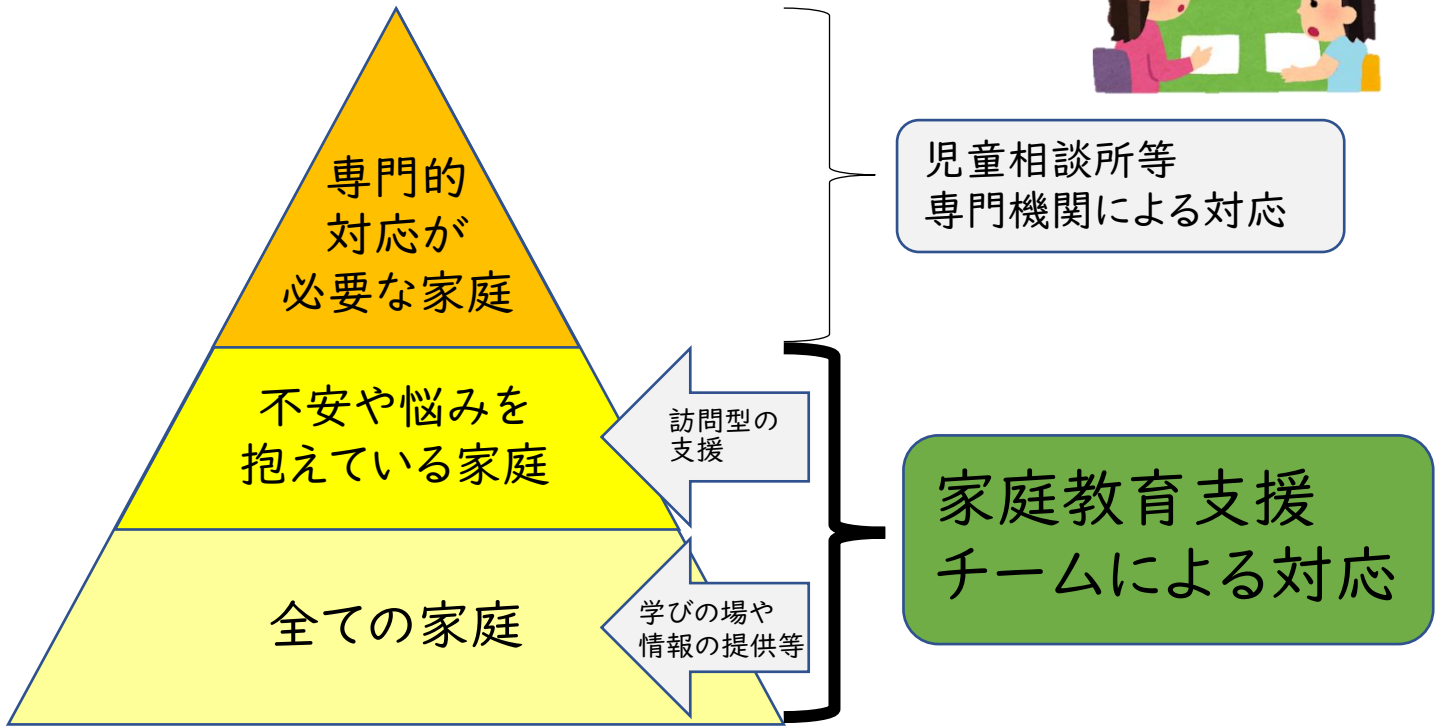 専門的
対応が
必要な家庭
児童相談所等
専門機関による対応
不安や悩みを
抱えている家庭
訪問型の
支援
家庭教育支援
チームによる対応
全ての家庭
学びの場や
情報の提供等